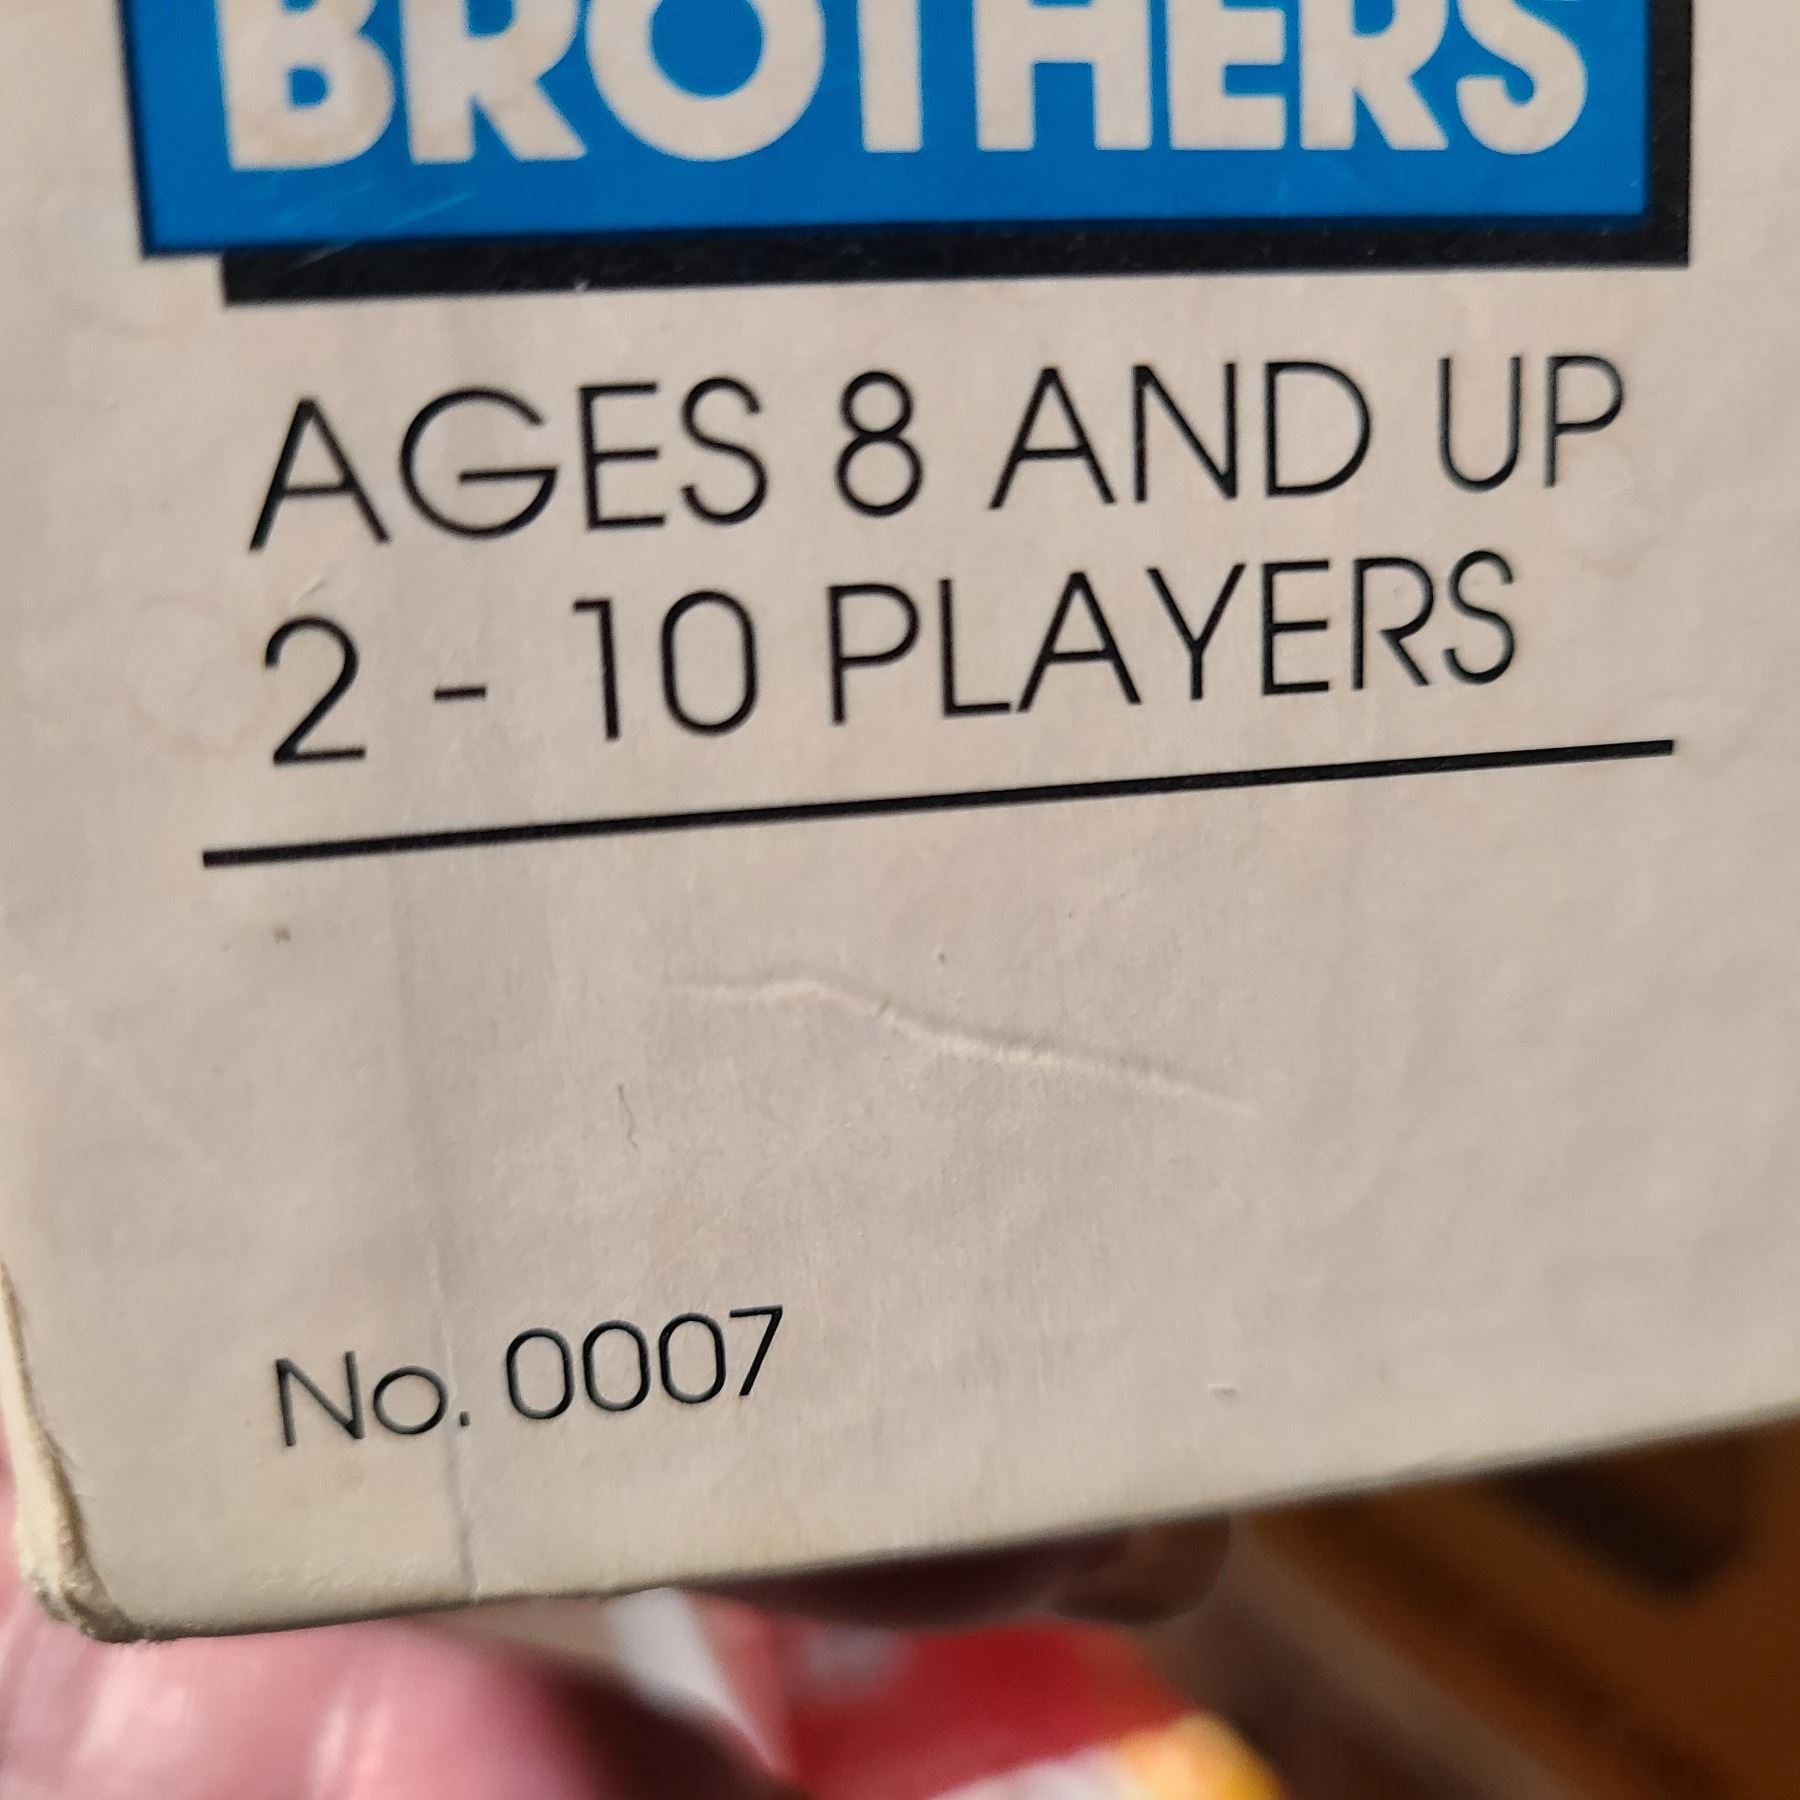 BROTHERS
AGES 8 AND UP
2 - 10 PLAYERS
No. 0007